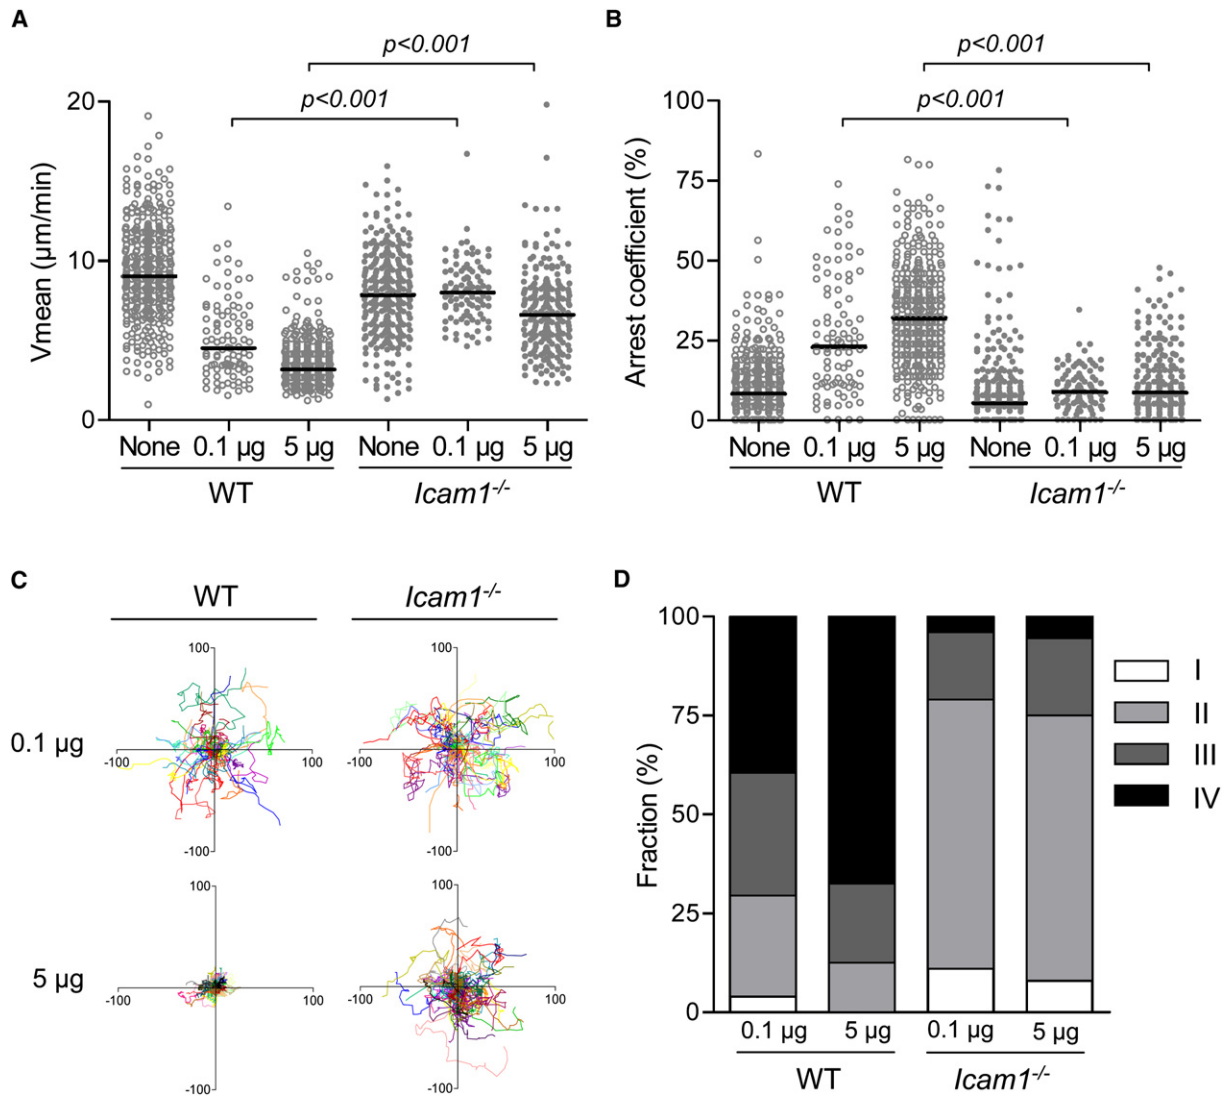 A
B
p<0.001
p<0.001
p<0.001
p<0.001
Vmean (µm/min)
20
10
0
None 0.1 µg 5 µg None 0.1 µg 5 µg
WT Icam1-/-
Arrest coefficient (%)
100
75
50
25
0
None 0.1 µg 5 µg None 0.1 µg 5 µg
WT Icam1-/-
C
WT Icam1-/-
0.1 µg
100
-100 100
-100
100
-100 100
-100
5 µg
100
-100 100
-100
100
-100 100
-100
D
Fraction (%)
100
75
50
25
0
0.1 µg 5 µg 0.1 µg 5 µg
WT Icam1-/-
I
II
III
IV